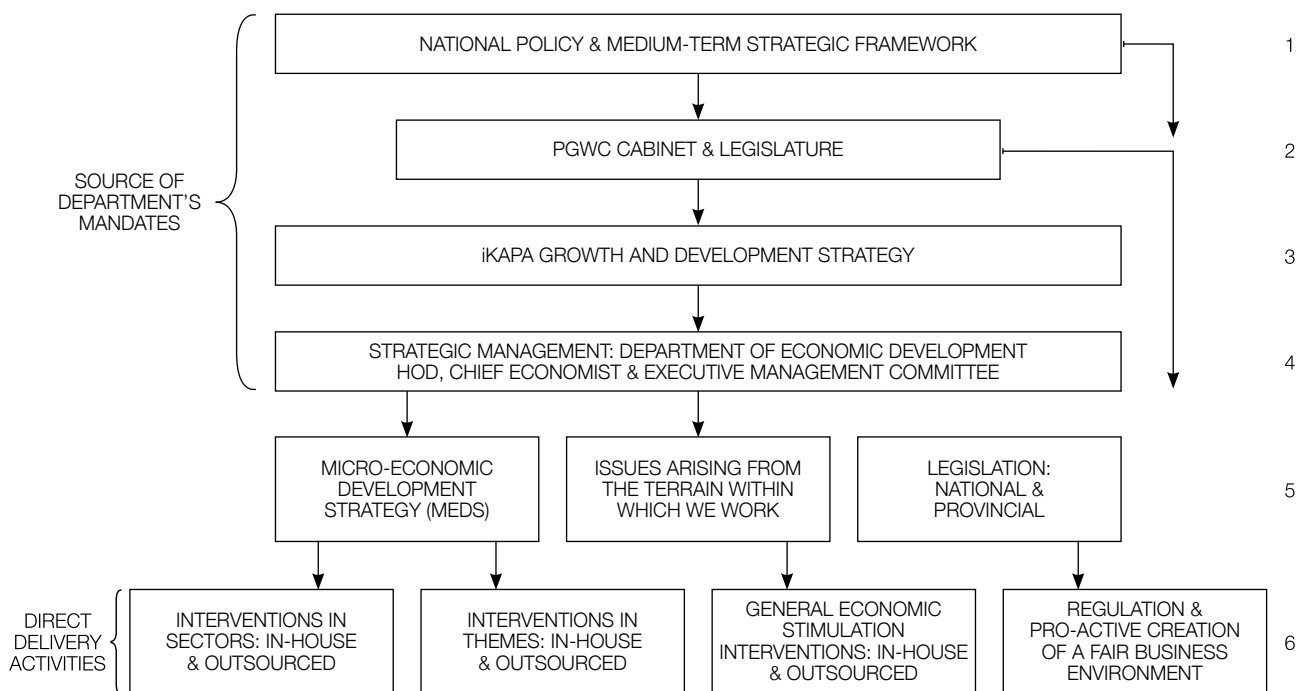 NATIONAL POLICY & MEDIUM-TERM STRATEGIC FRAMEWORK
1
PGWC CABINET & LEGISLATURE
2
SOURCE OF
DEPARTMENT'S
MANDATES
iKAPA GROWTH AND DEVELOPMENT STRATEGY
3
STRATEGIC MANAGEMENT: DEPARTMENT OF ECONOMIC DEVELOPMENT
HOD, CHIEF ECONOMIST & EXECUTIVE MANAGEMENT COMMITTEE
4
MICRO-ECONOMIC
DEVELOPMENT
STRATEGY (MEDS)
ISSUES ARISING FROM
THE TERRAIN WITHIN
WHICH WE WORK
LEGISLATION:
NATIONAL &
PROVINCIAL
5
DIRECT
DELIVERY
ACTIVITIES
INTERVENTIONS IN
SECTORS: IN-HOUSE
& OUTSOURCED
INTERVENTIONS IN
THEMES: IN-HOUSE
& OUTSOURCED
GENERAL ECONOMIC
STIMULATION
INTERVENTIONS: IN-HOUSE
& OUTSOURCED
REGULATION &
PRO-ACTIVE CREATION
OF A FAIR BUSINESS
ENVIRONMENT
6